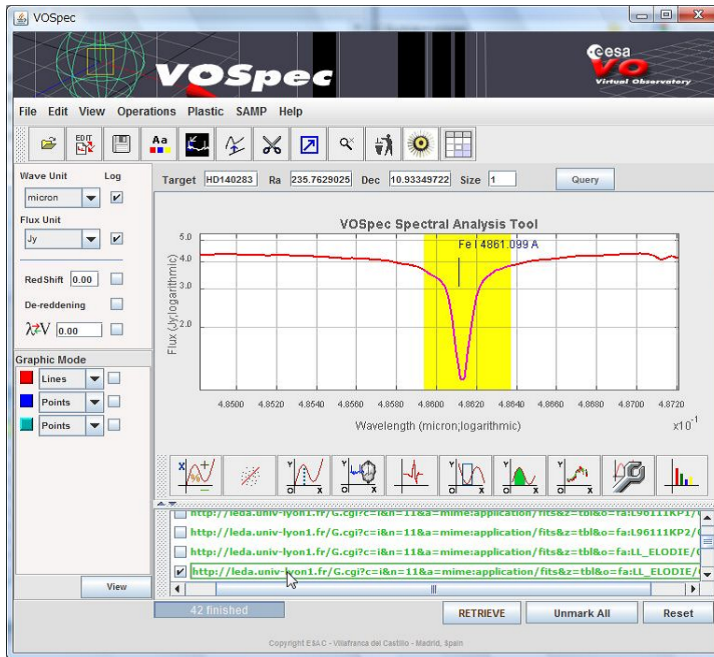 VOSpec
VOSpec
esa
VO
Virtual Observatory
File Edit View Operations Plastic SAMP Help
EDIT
Aa
Wave Unit Log
micron
Flux Unit
Jy
RedShift 0.00
De-reddening
λ⇄V 0.00
Graphic Mode
Lines
Points
Points
View
Target HD140283 Ra 235.7629025 Dec 10.93349722 Size 1 Query
VOSpec Spectral Analysis Tool
Fe I 4861.099 A
Flux (Jy;logarithmic)
5.0
4.0
3.0
2.0
4.8500 4.8520 4.8540 4.8560 4.8580 4.8600 4.8620 4.8640 4.8660 4.8680 4.8700 4.8720
Wavelength (micron;logarithmic) x10⁻¹
http://leda.univ-lyon1.fr/G.cgi?c=i&n=11&a=mime:application/fits&z=tbl&o=fa:L96111KP1/
http://leda.univ-lyon1.fr/G.cgi?c=i&n=11&a=mime:application/fits&z=tbl&o=fa:L96111KP2/
http://leda.univ-lyon1.fr/G.cgi?c=i&n=11&a=mime:application/fits&z=tbl&o=fa:LL_ELODIE/
http://leda.univ-lyon1.fr/G.cgi?c=i&n=11&a=mime:application/fits&z=tbl&o=fa:LL_ELODIE/
42 finished
RETRIEVE Unmark All Reset
Copyright ESAC - Villafranca del Castillo - Madrid, Spain